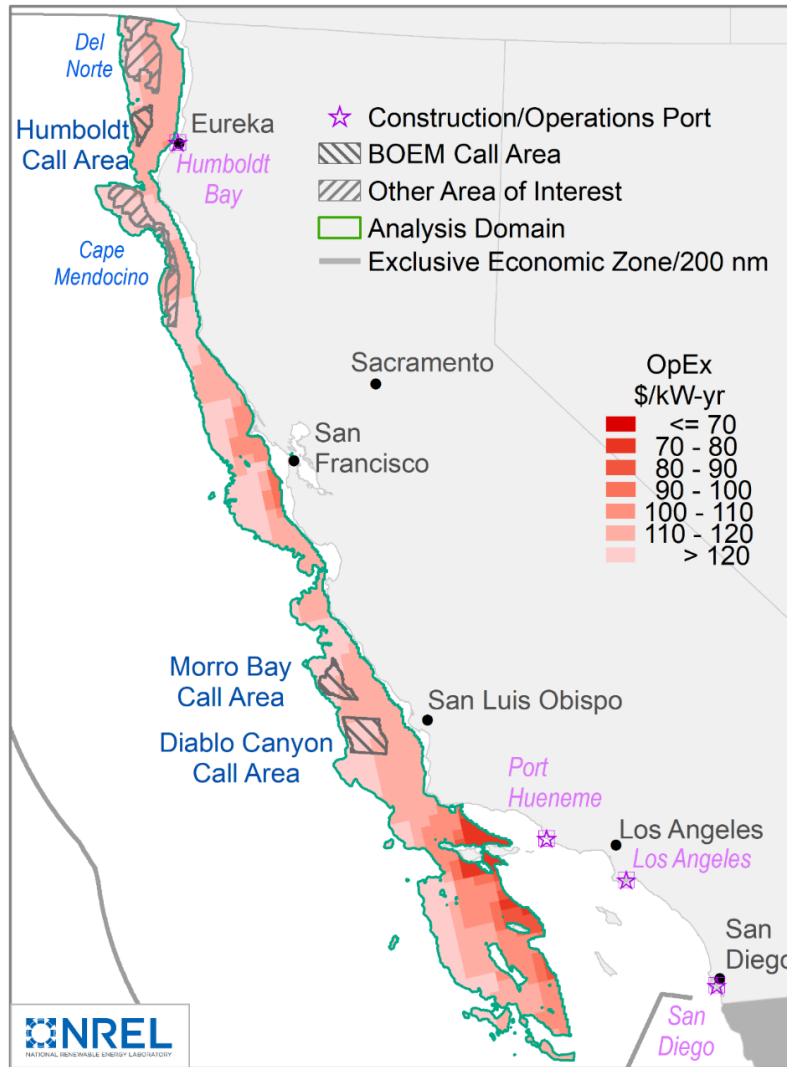 Del
Norte
Humboldt
Call Area
Eureka
Humboldt
Bay
Cape
Mendocino
Construction/Operations Port
BOEM Call Area
Other Area of Interest
Analysis Domain
Exclusive Economic Zone/200 nm
Sacramento
San
Francisco
OpEx
$/kW-yr
<= 70
70 - 80
80 - 90
90 - 100
100 - 110
110 - 120
> 120
Morro Bay
Call Area
San Luis Obispo
Diablo Canyon
Call Area
Port
Hueneme
Los Angeles
Los Angeles
San
Diego
San
Diego
NREL
NATIONAL RENEWABLE ENERGY LABORATORY